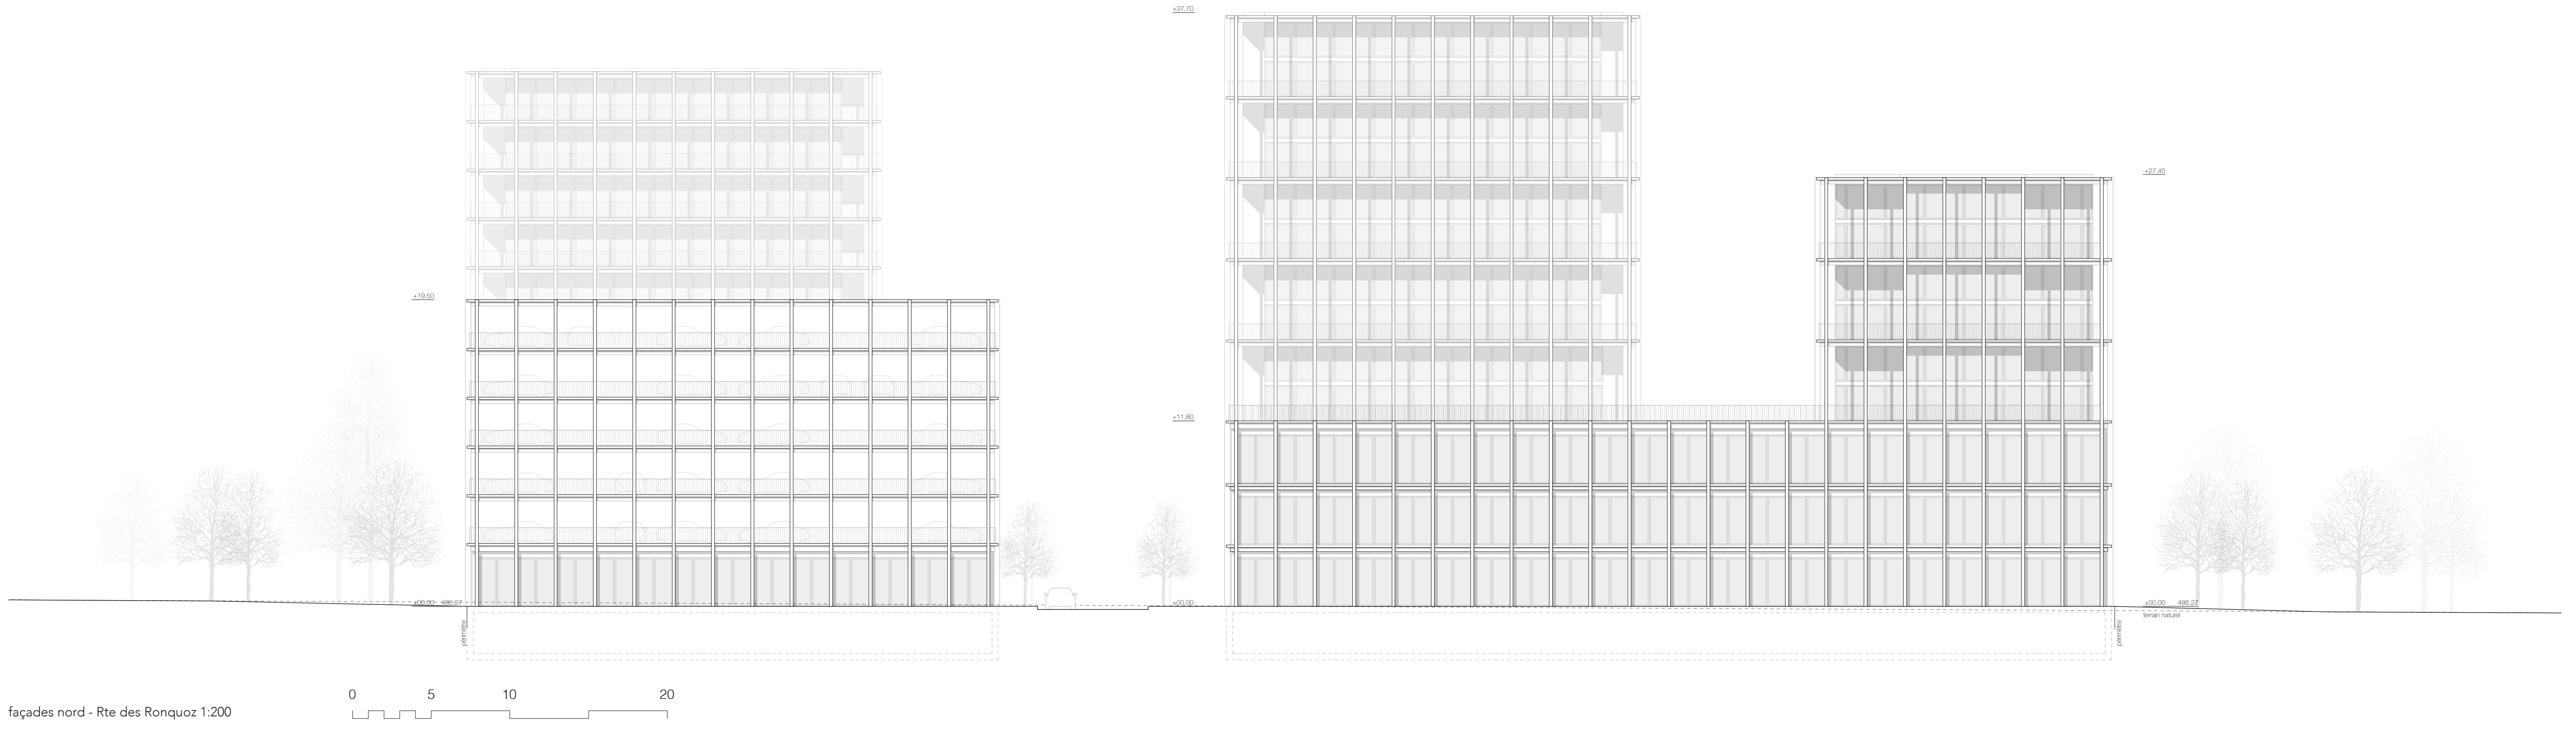 +37.70
+27.45
+19.50
+11.80
±00.00 486.27
±00.00
±00.00 486.27
terrain naturel
périmètre
périmètre
0 5 10 20
façades nord - Rte des Ronquoz 1:200